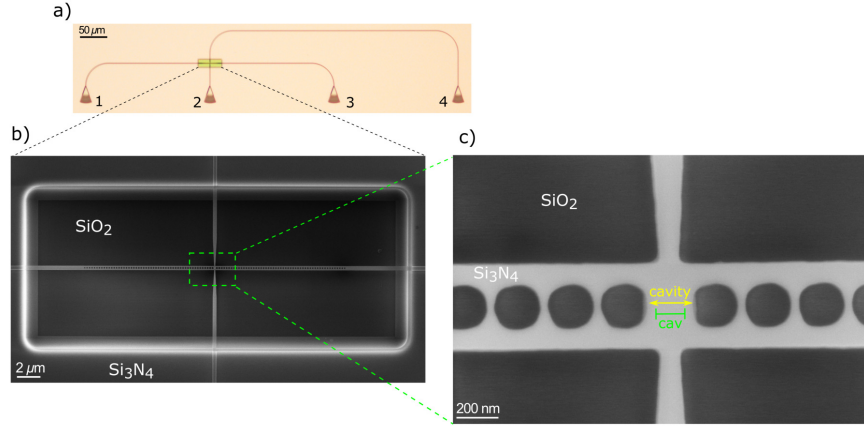 a)
50 µm
1
2
3
4
b)
SiO2
2 µm
Si3N4
c)
SiO2
Si3N4
cavity
cav
200 nm